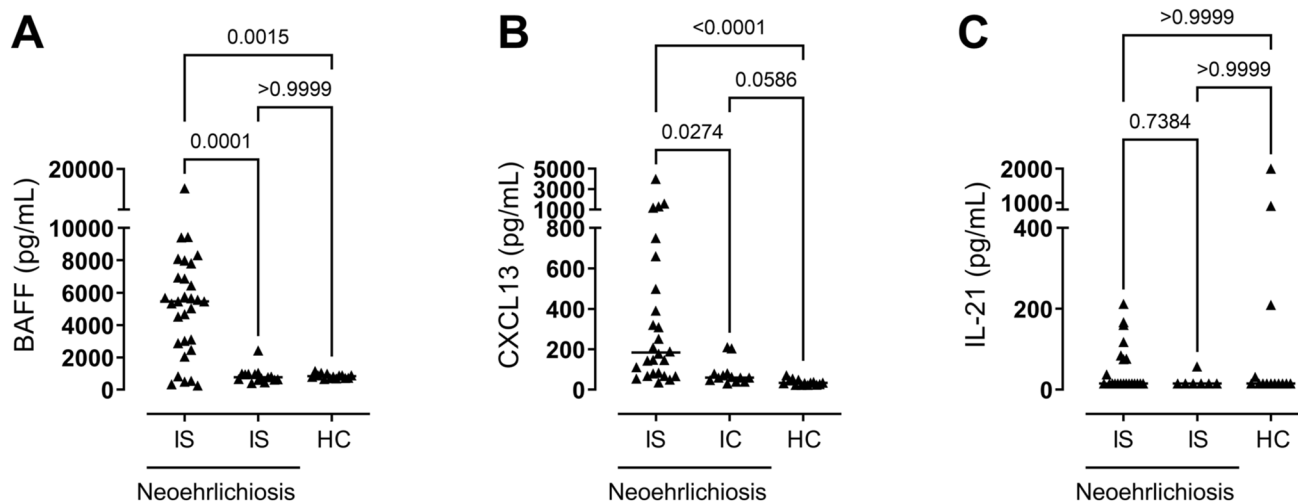 A
0.0015
>0.9999
0.0001
20000
10000
8000
6000
4000
2000
0
BAFF (pg/mL)
IS IS HC
Neoehrlichiosis
B
<0.0001
0.0586
0.0274
5000
3000
1000
800
600
400
200
0
CXCL13 (pg/mL)
IS IC HC
Neoehrlichiosis
C
>0.9999
>0.9999
0.7384
2000
1000
400
200
0
IL-21 (pg/mL)
IS IS HC
Neoehrlichiosis